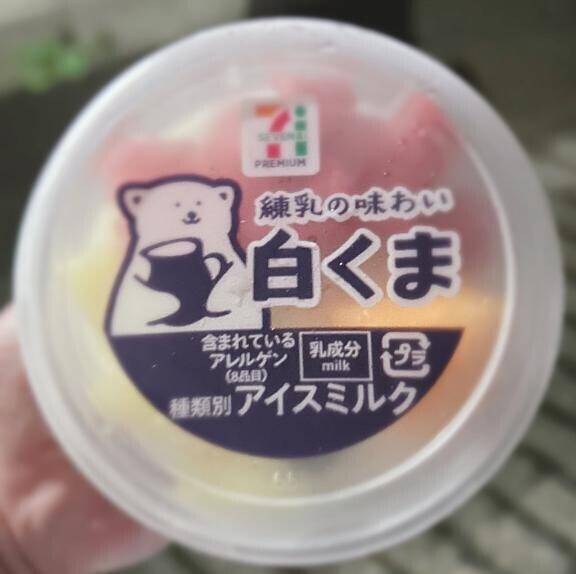 SEVEN&i
PREMIUM
練乳の味わい
白くま
含まれている
アレルゲン
(8品目)
乳成分
milk
プラ
種類別 アイスミルク